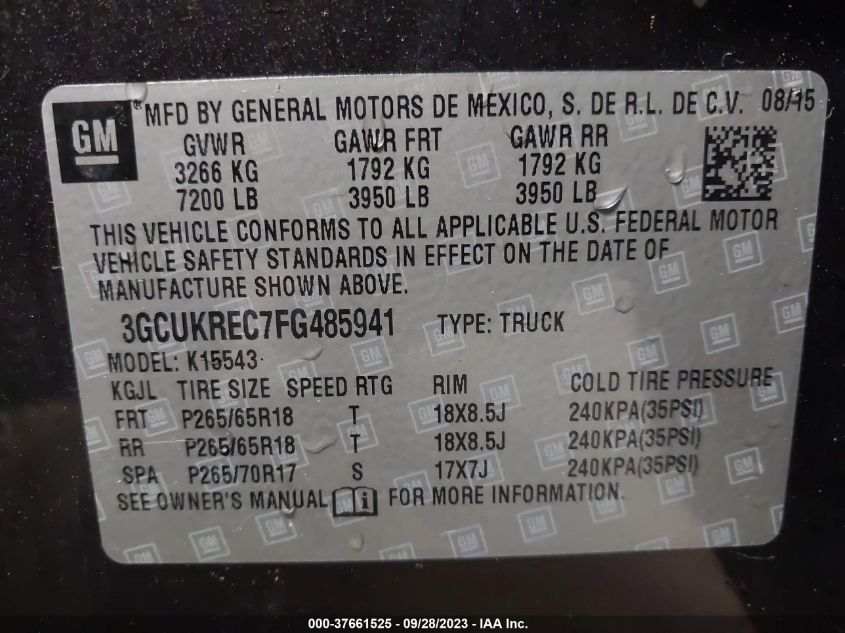 GM ® MFD BY GENERAL MOTORS DE MEXICO, S. DE R.L. DE C.V. 08/15
GVWR GAWR FRT GAWR RR
3266 KG 1792 KG 1792 KG
7200 LB 3950 LB 3950 LB
THIS VEHICLE CONFORMS TO ALL APPLICABLE U.S. FEDERAL MOTOR
VEHICLE SAFETY STANDARDS IN EFFECT ON THE DATE OF
MANUFACTURE SHOWN ABOVE.
3GCUKREC7FG485941 TYPE: TRUCK
MODEL: K15543
KGJL TIRE SIZE SPEED RTG RIM COLD TIRE PRESSURE
FRT P265/65R18 T 18X8.5J 240KPA(35PSI)
RR P265/65R18 T 18X8.5J 240KPA(35PSI)
SPA P265/70R17 S 17X7J 240KPA(35PSI)
SEE OWNER'S MANUAL i FOR MORE INFORMATION.
000-37661525 - 09/28/2023 - IAA Inc.